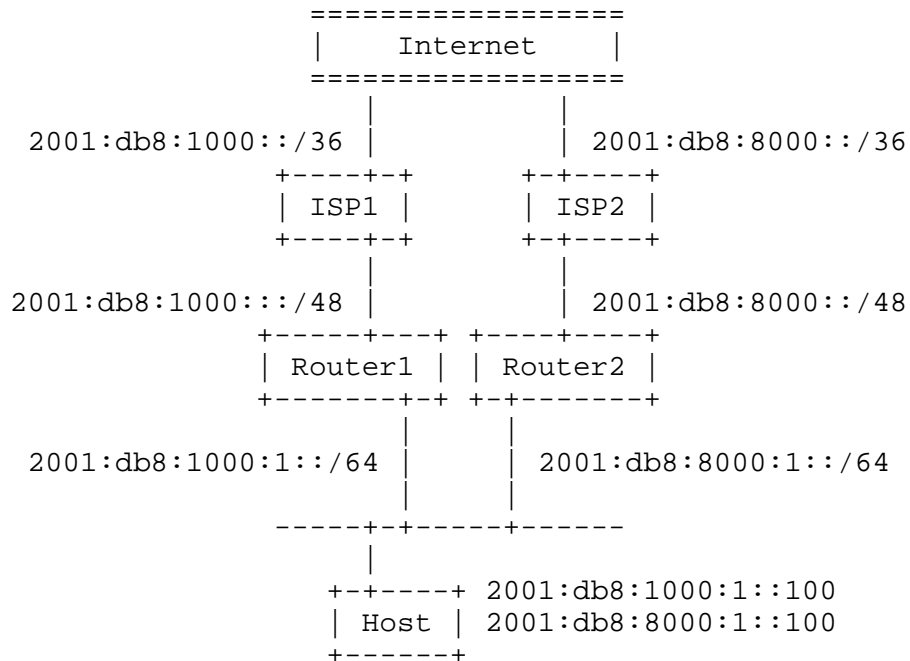 ==================
|    Internet    |
==================
|          |
2001:db8:1000::/36 |          | 2001:db8:8000::/36
+----+-+      +-+----+
| ISP1 |      | ISP2 |
+----+-+      +-+----+
|          |
2001:db8:1000:::/48 |          | 2001:db8:8000::/48
+-----+---+ +----+----+
| Router1 | | Router2 |
+-------+-+ +-+-------+
|     |
2001:db8:1000:1::/64 |     | 2001:db8:8000:1::/64
|     |
-----+-+-----+------
|
+-+----+ 2001:db8:1000:1::100
| Host | 2001:db8:8000:1::100
+------+